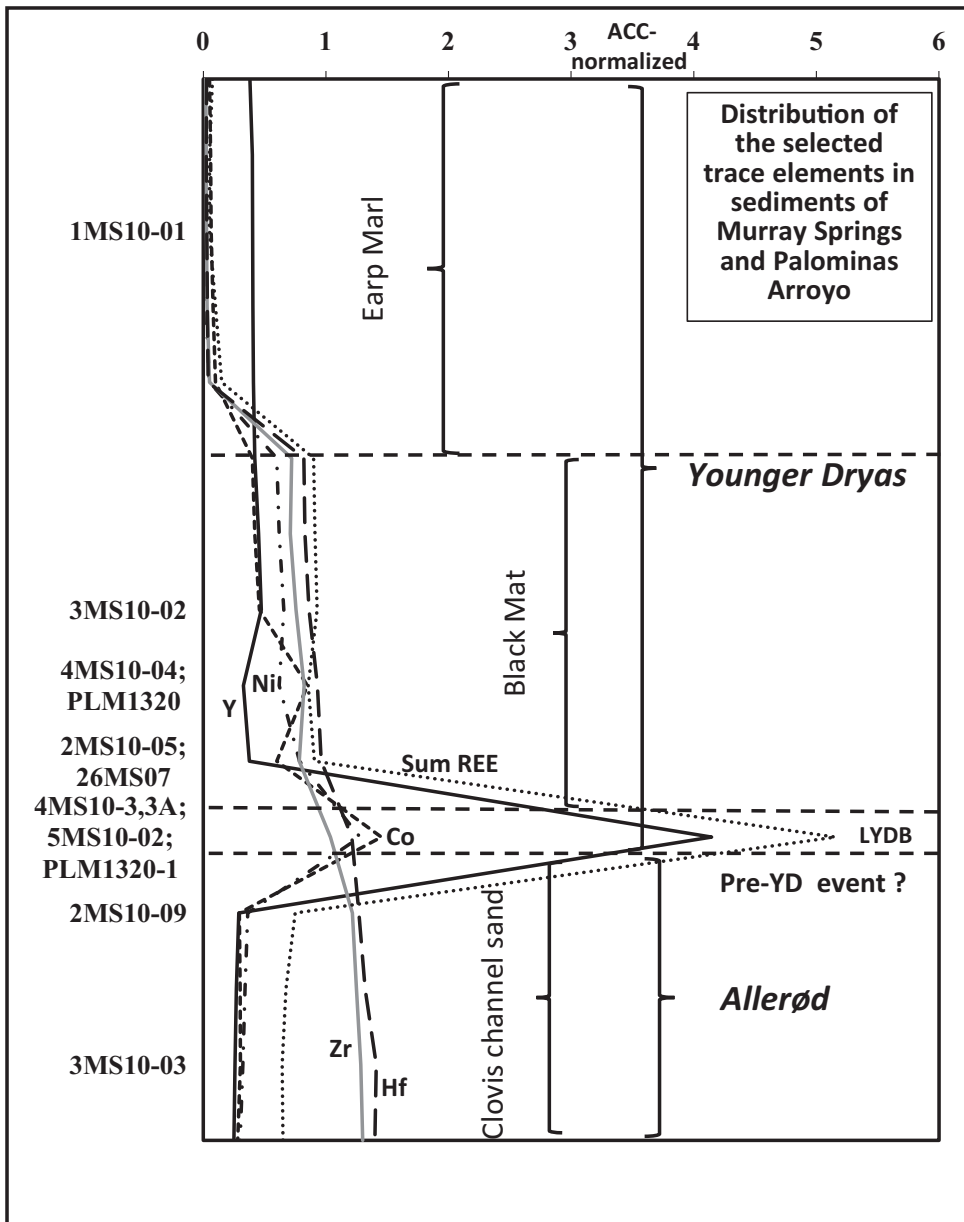 0 1 2 3 4 5 6
ACC-
normalized
Distribution of
the selected
trace elements in
sediments of
Murray Springs
and Palominas
Arroyo
1MS10-01
Earp Marl
Younger Dryas
Black Mat
3MS10-02
4MS10-04;
PLM1320
Ni
Y
2MS10-05;
26MS07
Sum REE
4MS10-3,3A;
5MS10-02;
PLM1320-1
Co
LYDB
Pre-YD event ?
2MS10-09
Clovis channel sand
Allerød
Zr
Hf
3MS10-03